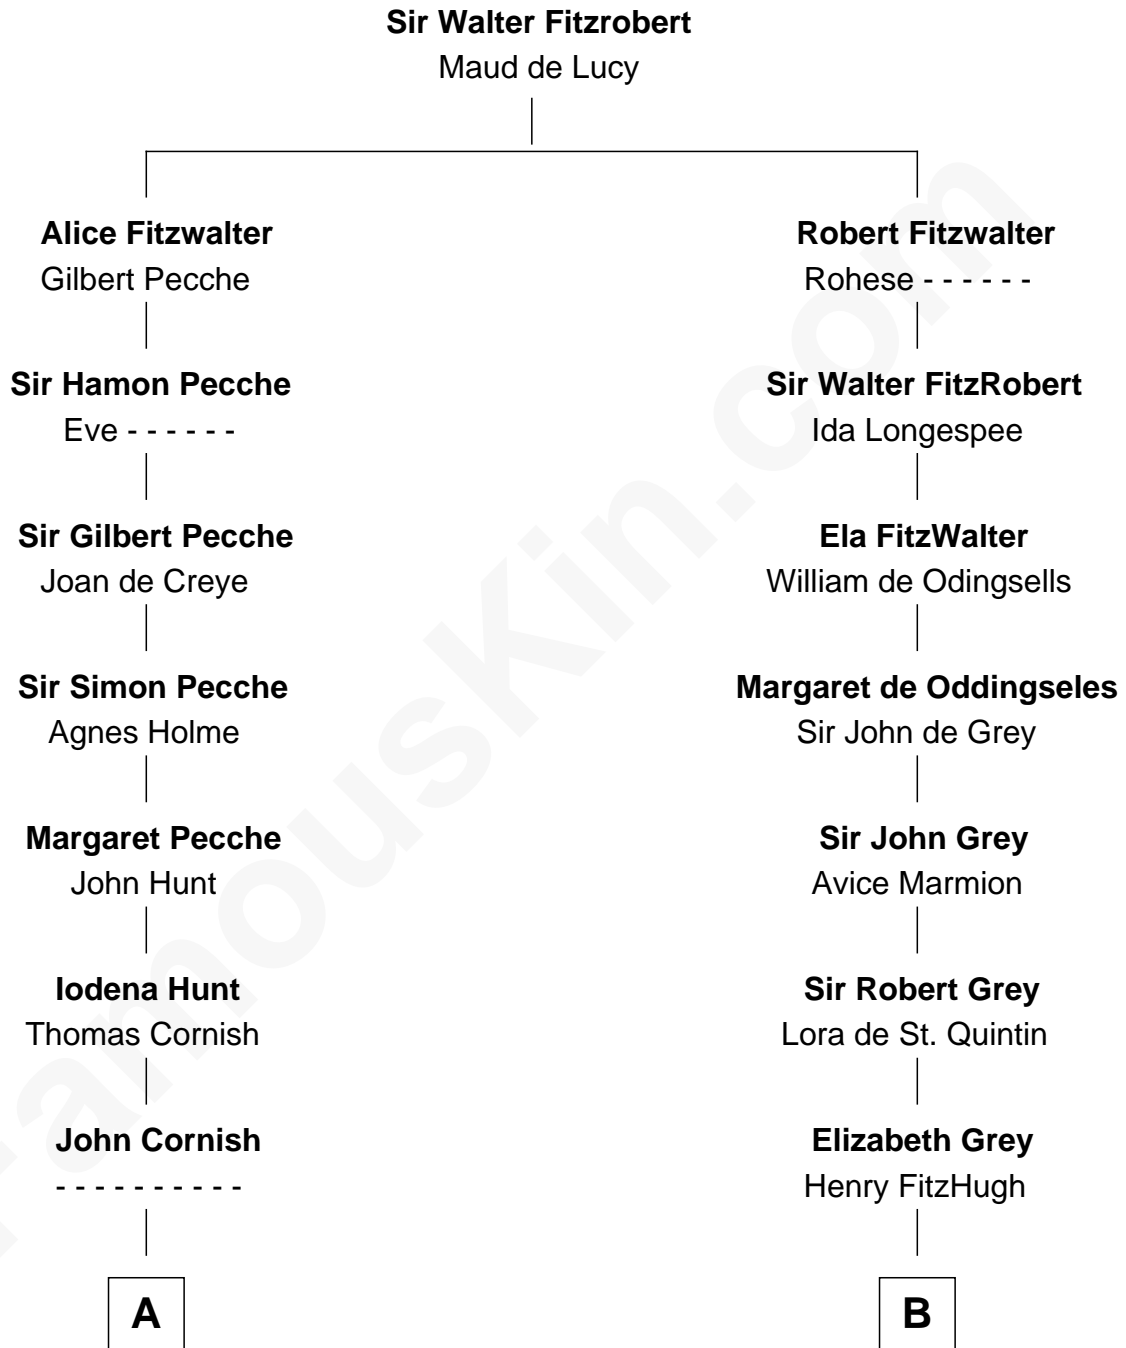 Sir Walter Fitzrobert
Maud de Lucy
Alice Fitzwalter
Gilbert Pecche
Robert Fitzwalter
Rohese - - - - - -
Sir Hamon Pecche
Eve - - - - - -
Sir Walter FitzRobert
Ida Longespee
Sir Gilbert Pecche
Joan de Creye
Ela FitzWalter
William de Odingsells
Sir Simon Pecche
Agnes Holme
Margaret de Oddingseles
Sir John de Grey
Margaret Pecche
John Hunt
Sir John Grey
Avice Marmion
Iodena Hunt
Thomas Cornish
Sir Robert Grey
Lora de St. Quintin
John Cornish
- - - - - - - - - -
Elizabeth Grey
Henry FitzHugh
A
B
FamousKin.com